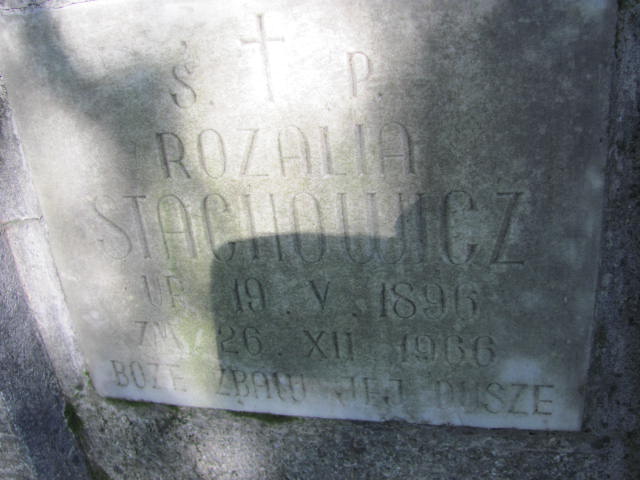 Ś. P.
ROZALIA
STACHOWICZ
UR. 19. V. 1896
ZM. 26. XII 1966
BOŻE ZBAW JEJ DUSZE